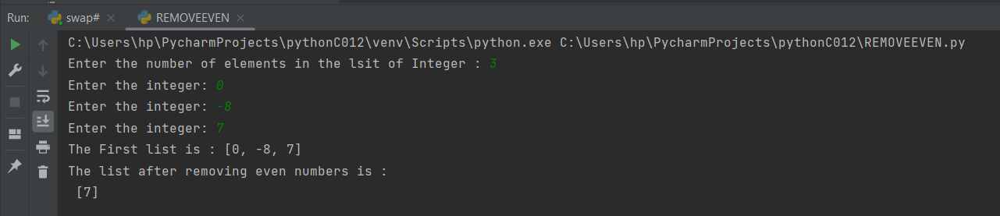 Run: swap# × REMOVEEVEN ×
C:\Users\hp\PycharmProjects\pythonC012\venv\Scripts\python.exe C:\Users\hp\PycharmProjects\pythonC012\REMOVEEVEN.py
Enter the number of elements in the lsit of Integer : 3
Enter the integer: 0
Enter the integer: -8
Enter the integer: 7
The First list is : [0, -8, 7]
The list after removing even numbers is :
[7]